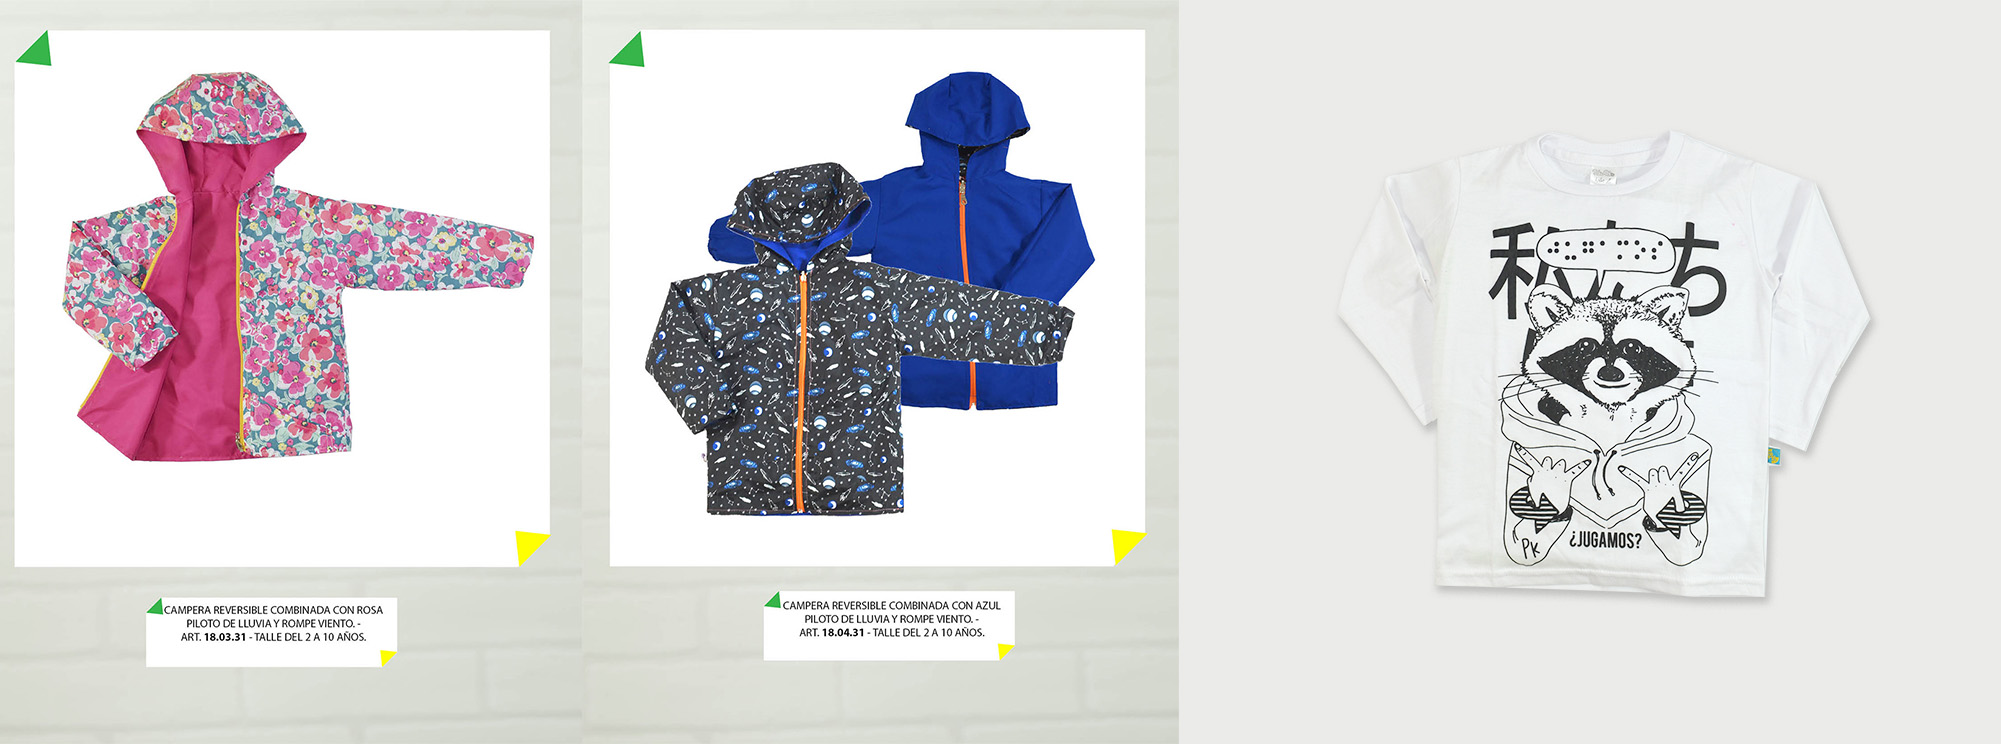 CAMPERA REVERSIBLE COMBINADA CON ROSA
PILOTO DE LLUVIA Y ROMPE VIENTO. -
ART. 18.03.31 - TALLE DEL 2 A 10 AÑOS.
CAMPERA REVERSIBLE COMBINADA CON AZUL
PILOTO DE LLUVIA Y ROMPE VIENTO. -
ART. 18.04.31 - TALLE DEL 2 A 10 AÑOS.
私たち
¿JUGAMOS?
PK